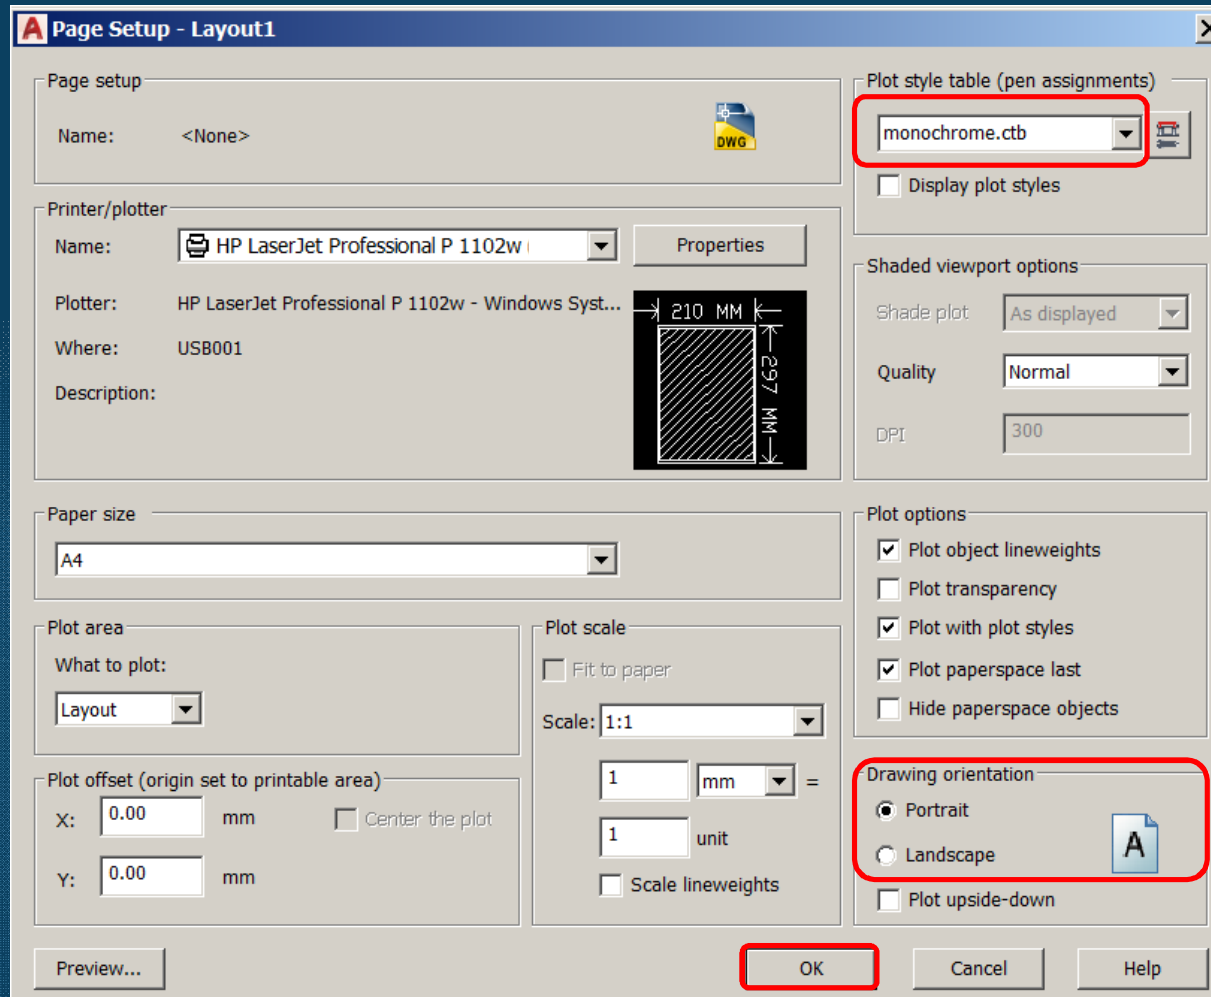 Page Setup - Layout1
Page setup
Name: <None>
DWG
Printer/plotter
Name: HP LaserJet Professional P 1102w
Properties
Plotter: HP LaserJet Professional P 1102w - Windows Syst...
Where: USB001
Description:
210 MM
297 MM
Paper size
A4
Plot area
What to plot:
Layout
Plot offset (origin set to printable area)
X: 0.00 mm
Center the plot
Y: 0.00 mm
Plot scale
Fit to paper
Scale: 1:1
1 mm =
1 unit
Scale lineweights
Plot style table (pen assignments)
monochrome.ctb
Display plot styles
Shaded viewport options
Shade plot As displayed
Quality Normal
DPI 300
Plot options
Plot object lineweights
Plot transparency
Plot with plot styles
Plot paperspace last
Hide paperspace objects
Drawing orientation
Portrait
Landscape
A
Plot upside-down
Preview...
OK
Cancel
Help